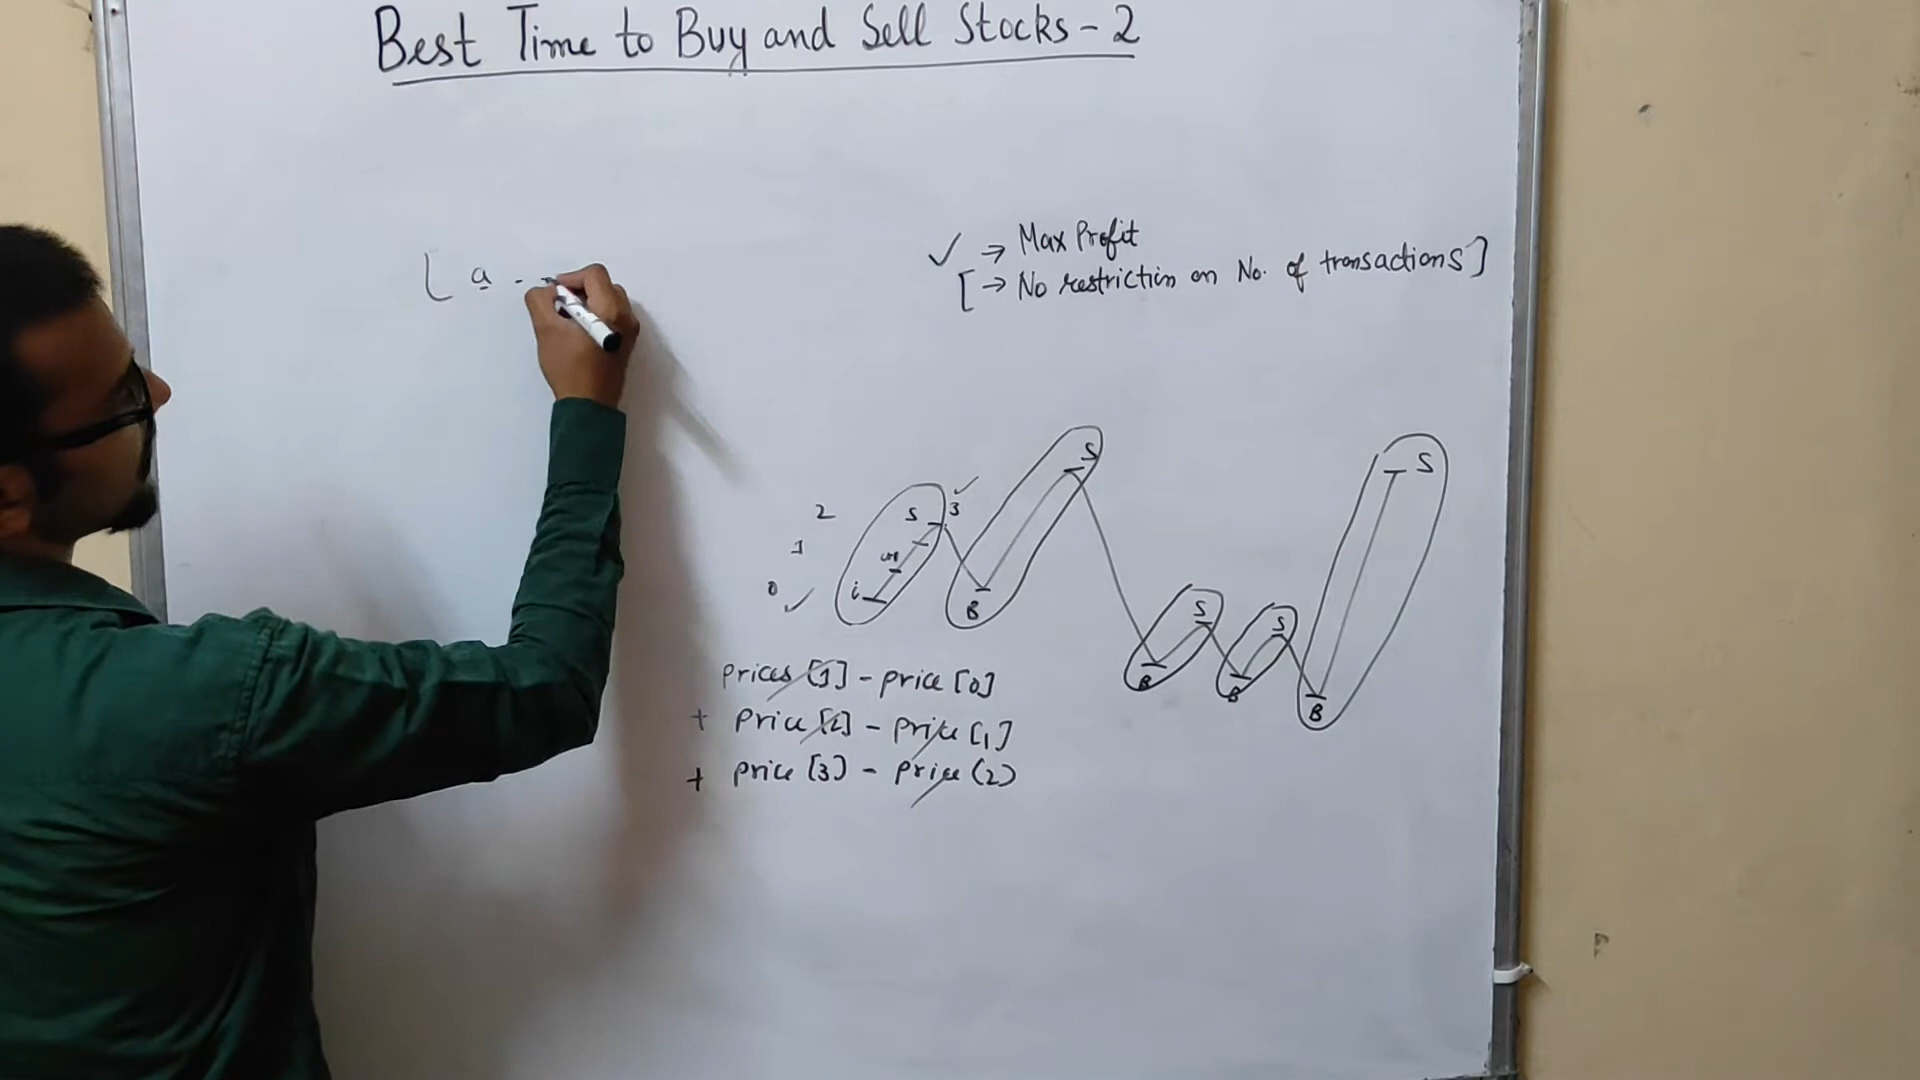 Best Time to Buy and Sell Stocks - 2
✓ → Max Profit
[→ No restriction on No. of transactions]
[ a - -
S
S
2
S
3 ✓
1
0 ✓
i
B
S
S
B
B
B
prices [1] - price [0]
+ price [2] - price [1]
+ price [3] - price (2)